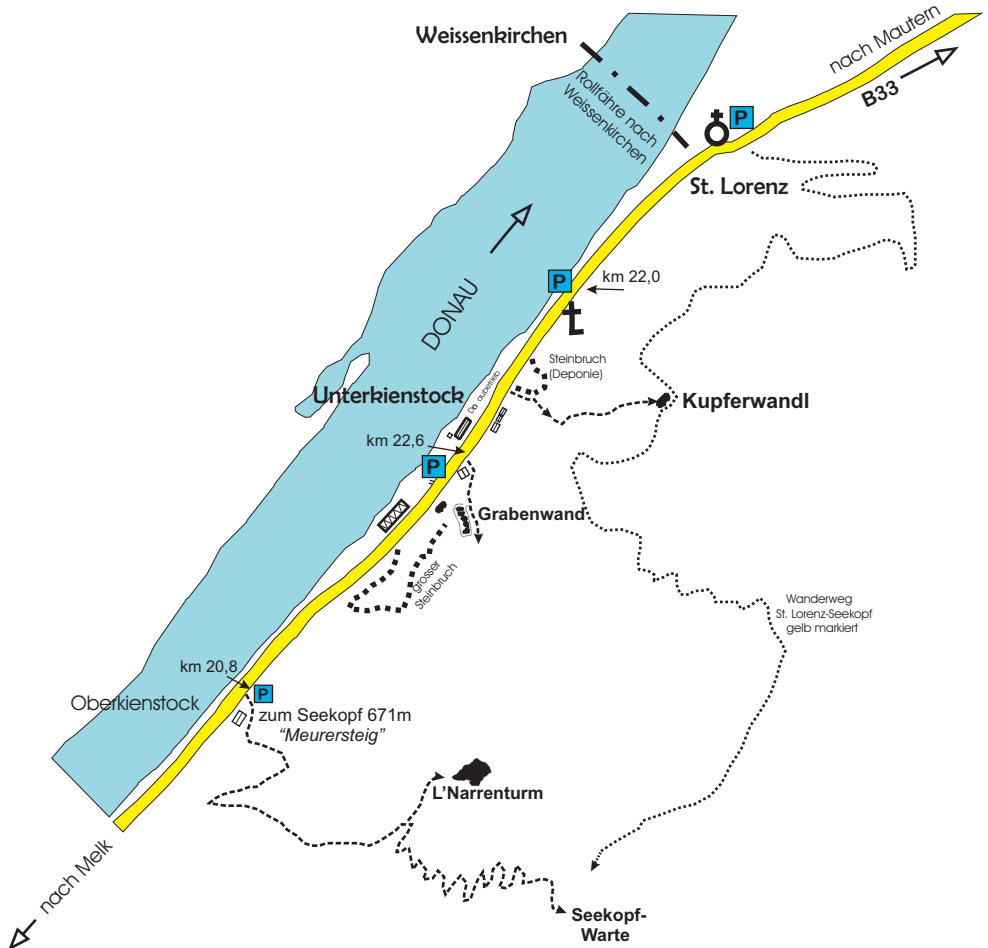 Weissenkirchen
nach Mautern
B33
Rollfähre nach
Weissenkirchen
P
St. Lorenz
P
km 22,0
DONAU
Steinbruch
(Deponie)
Unterkienstock
Kupferwandl
km 22,6
P
Grabenwand
grosser
Steinbruch
Wanderweg
St. Lorenz-Seekopf
gelb markiert
km 20,8
P
Oberkienstock
zum Seekopf 671m
“Meurersteig”
L’Narrenturm
nach Melk
Seekopf-
Warte